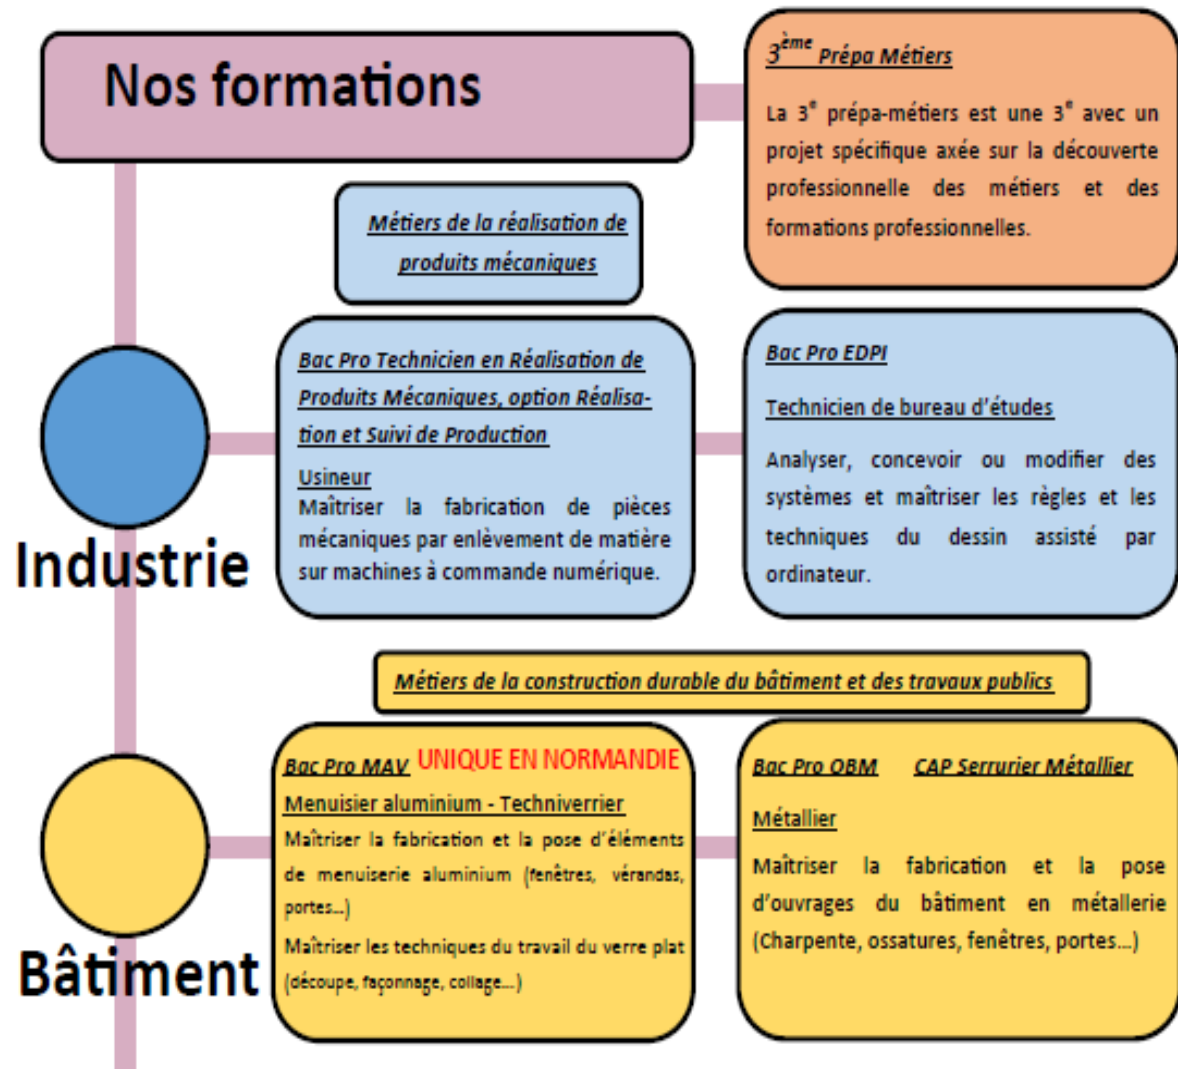 Nos formations
3ème Prépa Métiers
La 3e prépa-métiers est une 3e avec un
projet spécifique axée sur la découverte
professionnelle des métiers et des
formations professionnelles.
Métiers de la réalisation de
produits mécaniques
Industrie
Bac Pro Technicien en Réalisation de
Produits Mécaniques, option Réalisa-
tion et Suivi de Production
Usineur
Maîtriser la fabrication de pièces
mécaniques par enlèvement de matière
sur machines à commande numérique.
Bac Pro EDPI
Technicien de bureau d'études
Analyser, concevoir ou modifier des
systèmes et maîtriser les règles et les
techniques du dessin assisté par
ordinateur.
Métiers de la construction durable du bâtiment et des travaux publics
Bâtiment
Bac Pro MAV UNIQUE EN NORMANDIE
Menuisier aluminium - Techniverrier
Maîtriser la fabrication et la pose d'éléments
de menuiserie aluminium (fenêtres, vérandas,
portes...)
Maîtriser les techniques du travail du verre plat
(découpe, façonnage, collage...)
Bac Pro OBM CAP Serrurier Métallier
Métallier
Maîtriser la fabrication et la pose
d'ouvrages du bâtiment en métallerie
(Charpente, ossatures, fenêtres, portes...)